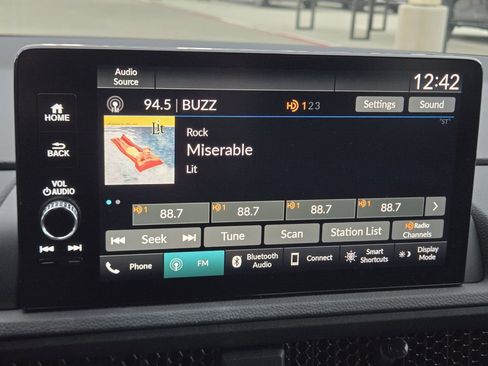 Audio
Source
12:42
HOME
94.5 | BUZZ
HD 1 2 3
Settings
Sound
"ST"
Lit
Rock
Miserable
Lit
BACK
VOL
AUDIO
HD 1
88.7
HD 1
88.7
HD 1
88.7
HD 1
88.7
Seek
Tune
Scan
Station List
HD Radio
Channels
Phone
FM
Bluetooth
Audio
Connect
Smart
Shortcuts
Display
Mode